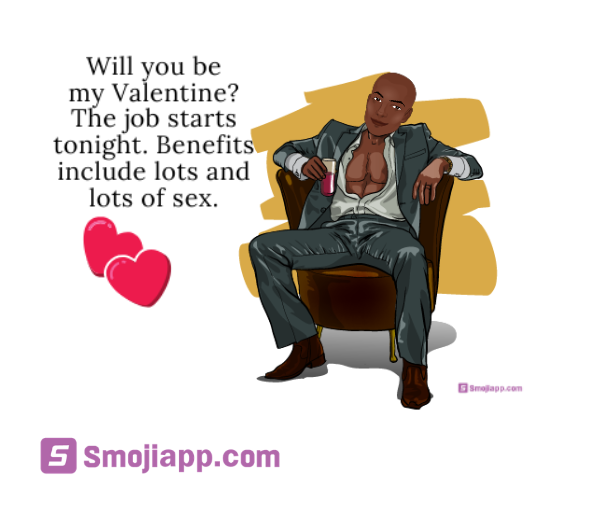 Will you be
my Valentine?
The job starts
tonight. Benefits
include lots and
lots of sex.
S Smojiapp.com
S Smojiapp.com